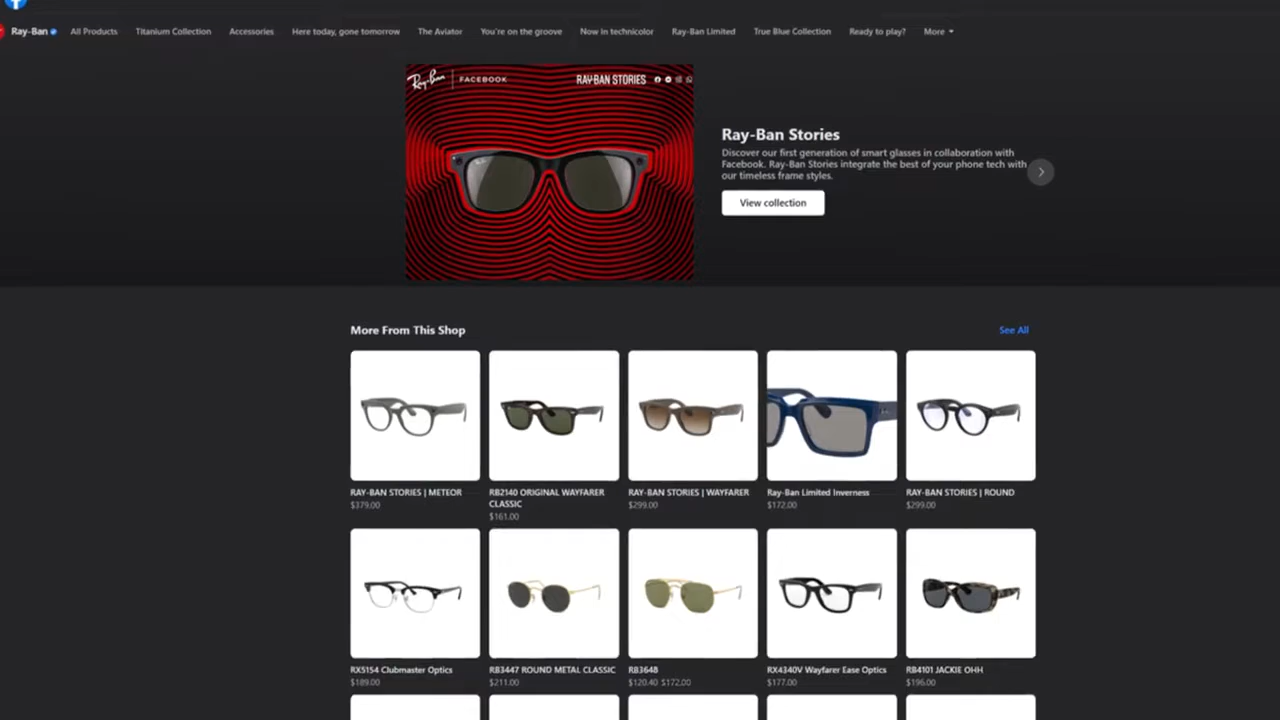 Ray-Ban All Products Titanium Collection Accessories Here today, gone tomorrow The Aviator You're on the groove Now in technicolor Ray-Ban Limited True Blue Collection Ready to play? More
Ray-Ban FACEBOOK RAY-BAN STORIES
Ray-Ban Stories
Discover our first generation of smart glasses in collaboration with
Facebook. Ray-Ban Stories integrate the best of your phone tech with
our timeless frame styles.
View collection
More From This Shop See All
RAY-BAN STORIES | METEOR
$379.00
RB2140 ORIGINAL WAYFARER
CLASSIC
$161.00
RAY-BAN STORIES | WAYFARER
$299.00
Ray-Ban Limited Inverness
$172.00
RAY-BAN STORIES | ROUND
$299.00
RX5154 Clubmaster Optics
$189.00
RB3447 ROUND METAL CLASSIC
$211.00
RB3648
$120.40 $172.00
RX4340V Wayfarer Ease Optics
$177.00
RB4101 JACKIE OHH
$196.00